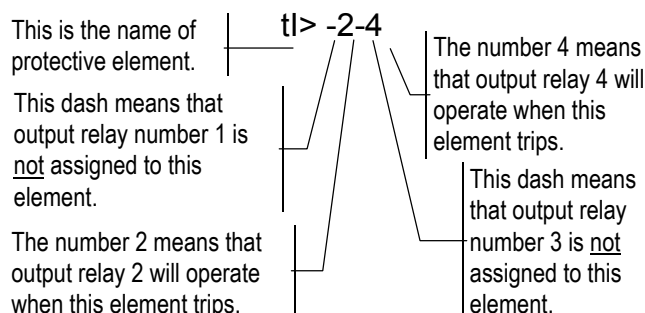 This is the name of
protective element.
tI> -2-4
The number 4 means
that output relay 4 will
operate when this
element trips.
This dash means that
output relay number 1 is
not assigned to this
element.
This dash means
that output relay
number 3 is not
assigned to this
element.
The number 2 means that
output relay 2 will operate
when this element trips.